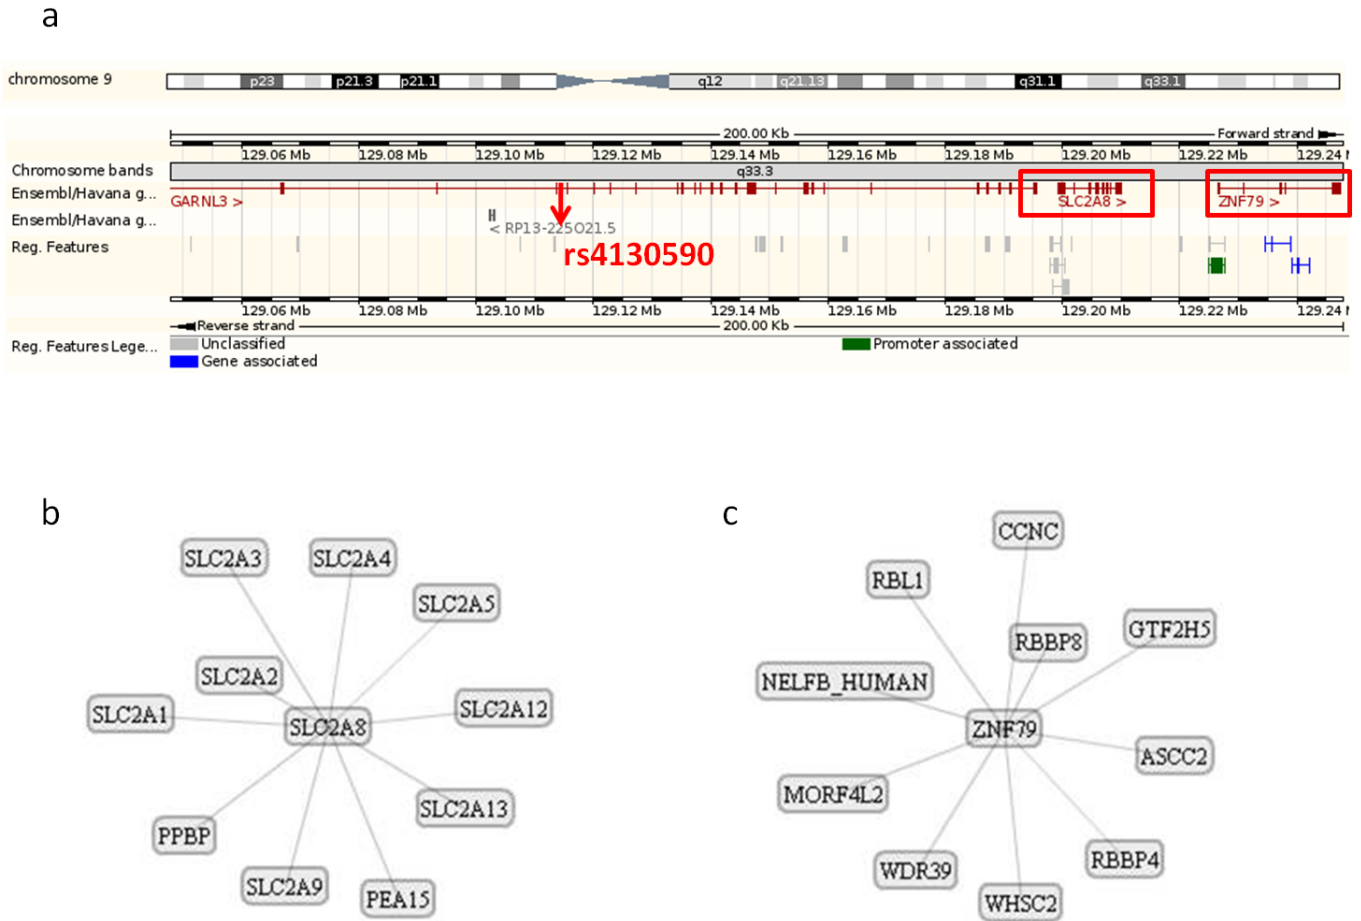 a
chromosome 9
p23 p21.3 p21.1 q12 q21.13 q31.1 q33.1
200.00 Kb Forward strand
129.06 Mb 129.08 Mb 129.10 Mb 129.12 Mb 129.14 Mb 129.16 Mb 129.18 Mb 129.20 Mb 129.22 Mb 129.24 M
Chromosome bands q33.3
Ensembl/Havana g...
GARNL3 > SLC2A8 > ZNF79 >
Ensembl/Havana g...
< RP13-225O21.5
Reg. Features
rs4130590
129.06 Mb 129.08 Mb 129.10 Mb 129.12 Mb 129.14 Mb 129.16 Mb 129.18 Mb 129.20 Mb 129.22 Mb 129.24 M
Reverse strand 200.00 Kb
Reg. Features Lege... Unclassified Promoter associated
Gene associated
b
SLC2A3
SLC2A4
SLC2A5
SLC2A2
SLC2A1
SLC2A8
SLC2A12
SLC2A13
PPBP
SLC2A9
PEA15
c
CCNC
RBL1
GTF2H5
RBBP8
NELFB_HUMAN
ZNF79
ASCC2
MORF4L2
WDR39
RBBP4
WHSC2